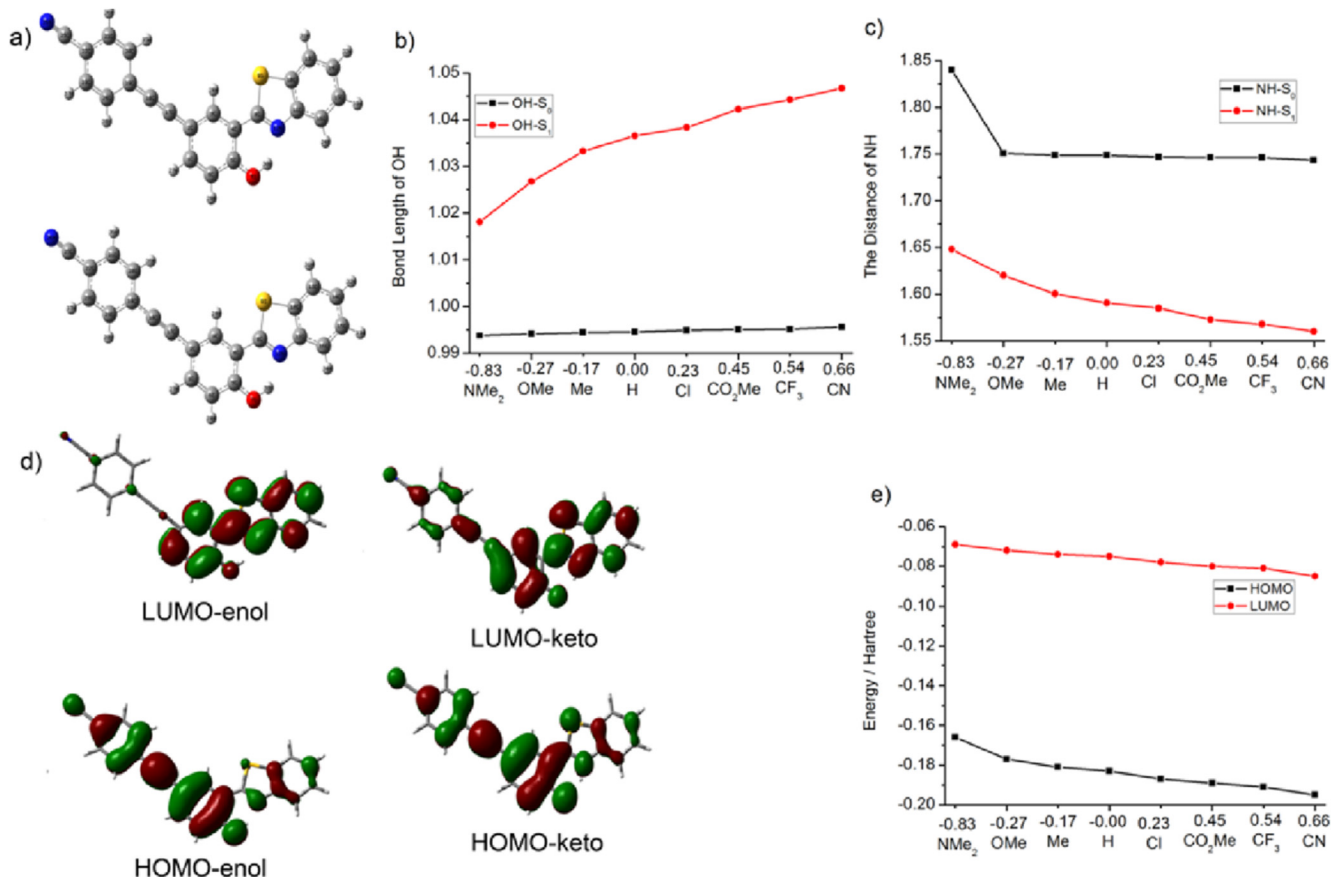 a)
b)
1.05
1.04
1.03
1.02
1.01
1.00
0.99
Bond Length of OH
OH-S₀
OH-S₁
-0.83 -0.27 -0.17 0.00 0.23 0.45 0.54 0.66
NMe₂ OMe Me H Cl CO₂Me CF₃ CN
c)
1.85
1.80
1.75
1.70
1.65
1.60
1.55
The Distance of NH
NH-S₀
NH-S₁
-0.83 -0.27 -0.17 0.00 0.23 0.45 0.54 0.66
NMe₂ OMe Me H Cl CO₂Me CF₃ CN
d)
LUMO-enol
LUMO-keto
HOMO-enol
HOMO-keto
e)
-0.06
-0.08
-0.10
-0.12
-0.14
-0.16
-0.18
-0.20
Energy / Hartree
HOMO
LUMO
-0.83 -0.27 -0.17 -0.00 0.23 0.45 0.54 0.66
NMe₂ OMe Me H Cl CO₂Me CF₃ CN